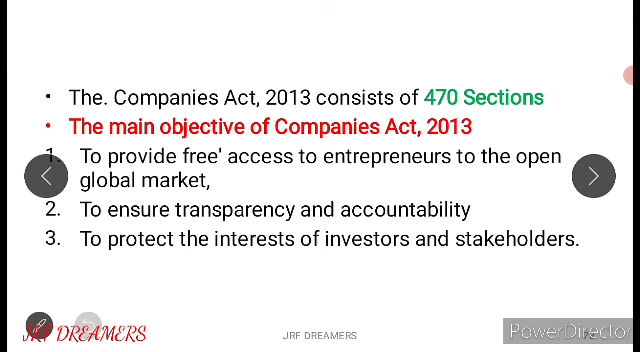 • The. Companies Act, 2013 consists of 470 Sections
• The main objective of Companies Act, 2013
1. To provide free' access to entrepreneurs to the open
global market,
2. To ensure transparency and accountability
3. To protect the interests of investors and stakeholders.
JRF DREAMERS
JRF DREAMERS
PowerDirector